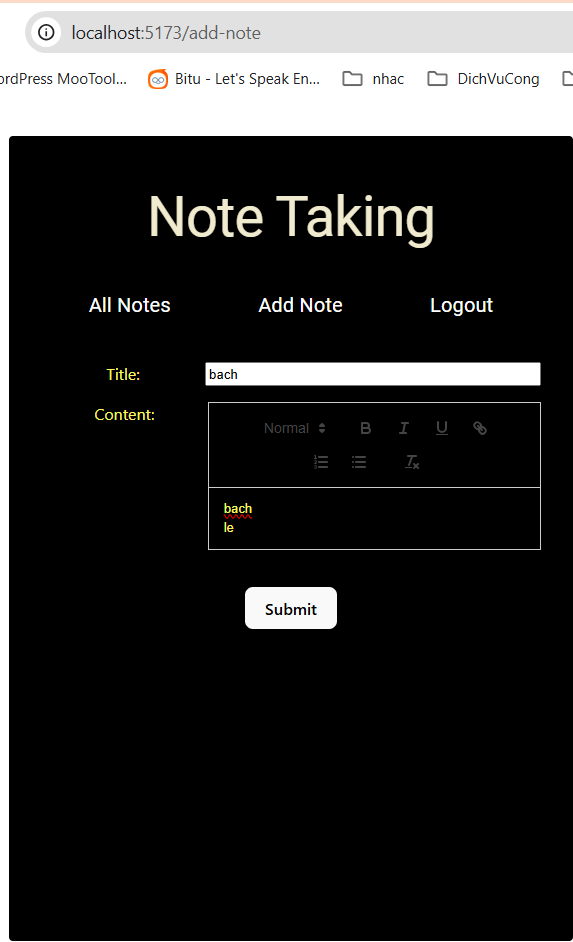 localhost:5173/add-note
ordPress MooTool... Bitu - Let's Speak En... nhac DichVuCong
Note Taking
All Notes Add Note Logout
Title: bach
Content:
Normal B I U
bach
le
Submit